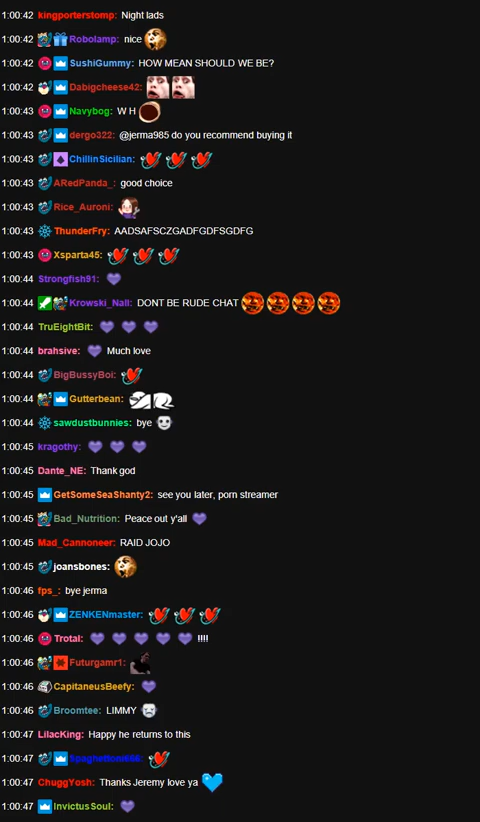 1:00:42 kingporterstomp: Night lads
1:00:42 Robolamp: nice
1:00:42 SushiGummy: HOW MEAN SHOULD WE BE?
1:00:42 Dabigcheese42:
1:00:43 Navybog: W H
1:00:43 dergo322: @jerma985 do you recommend buying it
1:00:43 ChillinSicilian:
1:00:43 ARedPanda_: good choice
1:00:43 Rice_Auroni:
1:00:43 ThunderFry: AADSAFSCZGADFGDFSGDFG
1:00:43 Xsparta45:
1:00:44 Strongfish91:
1:00:44 Krowski_Nall: DONT BE RUDE CHAT
1:00:44 TruEightBit:
1:00:44 brahsive: Much love
1:00:44 BigBussyBoi:
1:00:44 Gutterbean:
1:00:44 sawdustbunnies: bye
1:00:45 kragothy:
1:00:45 Dante_NE: Thank god
1:00:45 GetSomeSeaShanty2: see you later, porn streamer
1:00:45 Bad_Nutrition: Peace out y'all
1:00:45 Mad_Cannoneer: RAID JOJO
1:00:45 joansbones:
1:00:46 fps_: bye jerma
1:00:46 ZENKENmaster:
1:00:46 Trotal: !!!!
1:00:46 Futurgamr1:
1:00:46 CapitaneusBeefy:
1:00:46 Broomtee: LIMMY
1:00:47 LilacKing: Happy he returns to this
1:00:47
1:00:47 ChuggYosh: Thanks Jeremy love ya
1:00:47 InvictusSoul: